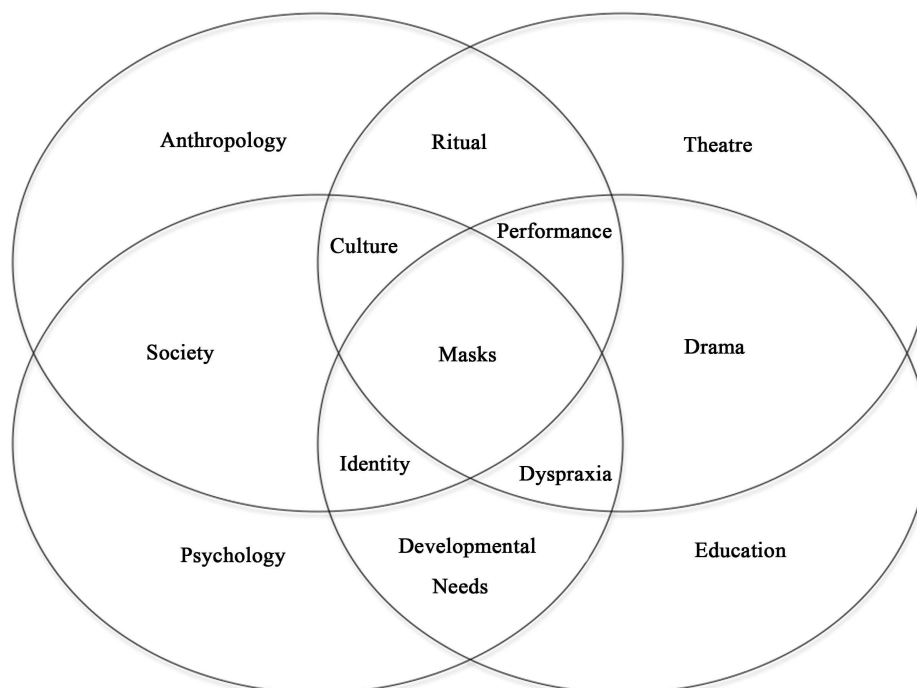 Anthropology
Ritual
Theatre
Culture
Performance
Society
Masks
Drama
Identity
Dyspraxia
Psychology
Developmental
Needs
Education